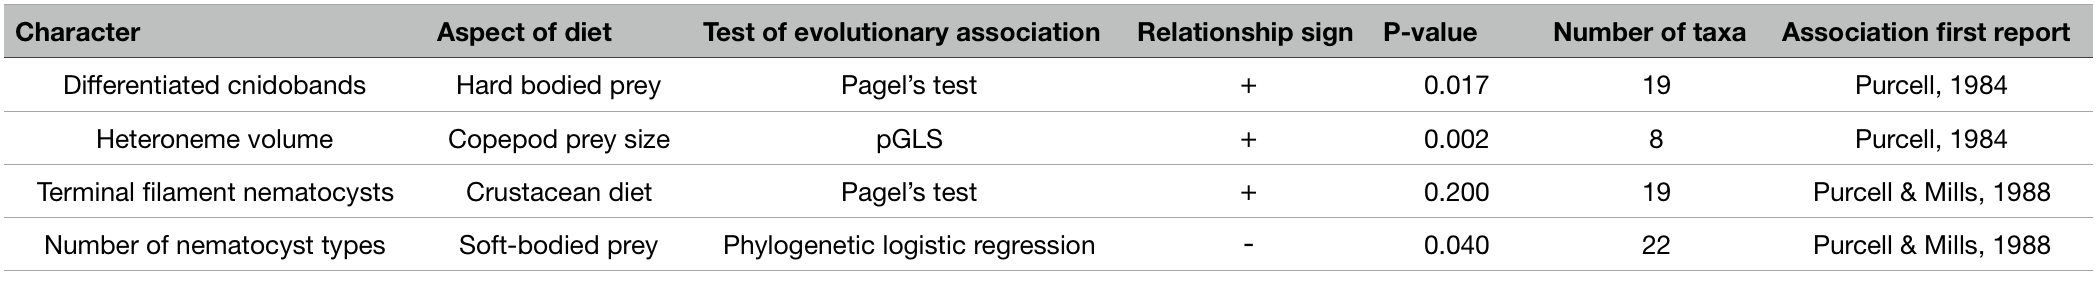 Character Aspect of diet Test of evolutionary association Relationship sign P-value Number of taxa Association first report
Differentiated cnidobands Hard bodied prey Pagel’s test + 0.017 19 Purcell, 1984
Heteroneme volume Copepod prey size pGLS + 0.002 8 Purcell, 1984
Terminal filament nematocysts Crustacean diet Pagel’s test + 0.200 19 Purcell & Mills, 1988
Number of nematocyst types Soft-bodied prey Phylogenetic logistic regression - 0.040 22 Purcell & Mills, 1988